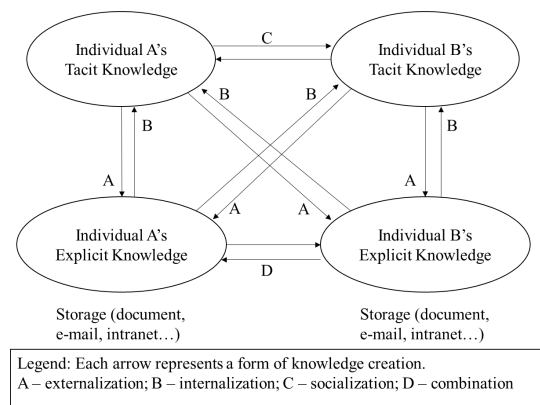 Individual A's
Tacit Knowledge
C
Individual B's
Tacit Knowledge
B
B
B
B
A
A
A
A
Individual A's
Explicit Knowledge
Individual B's
Explicit Knowledge
D
Storage (document,
e-mail, intranet…)
Storage (document,
e-mail, intranet…)
Legend: Each arrow represents a form of knowledge creation.
A – externalization; B – internalization; C – socialization; D – combination